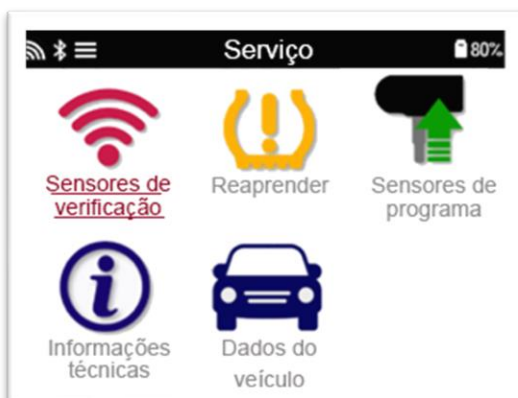 Serviço
80%
Sensores de
verificação
Reaprender
Sensores de
programa
Informações
técnicas
Dados do
veículo